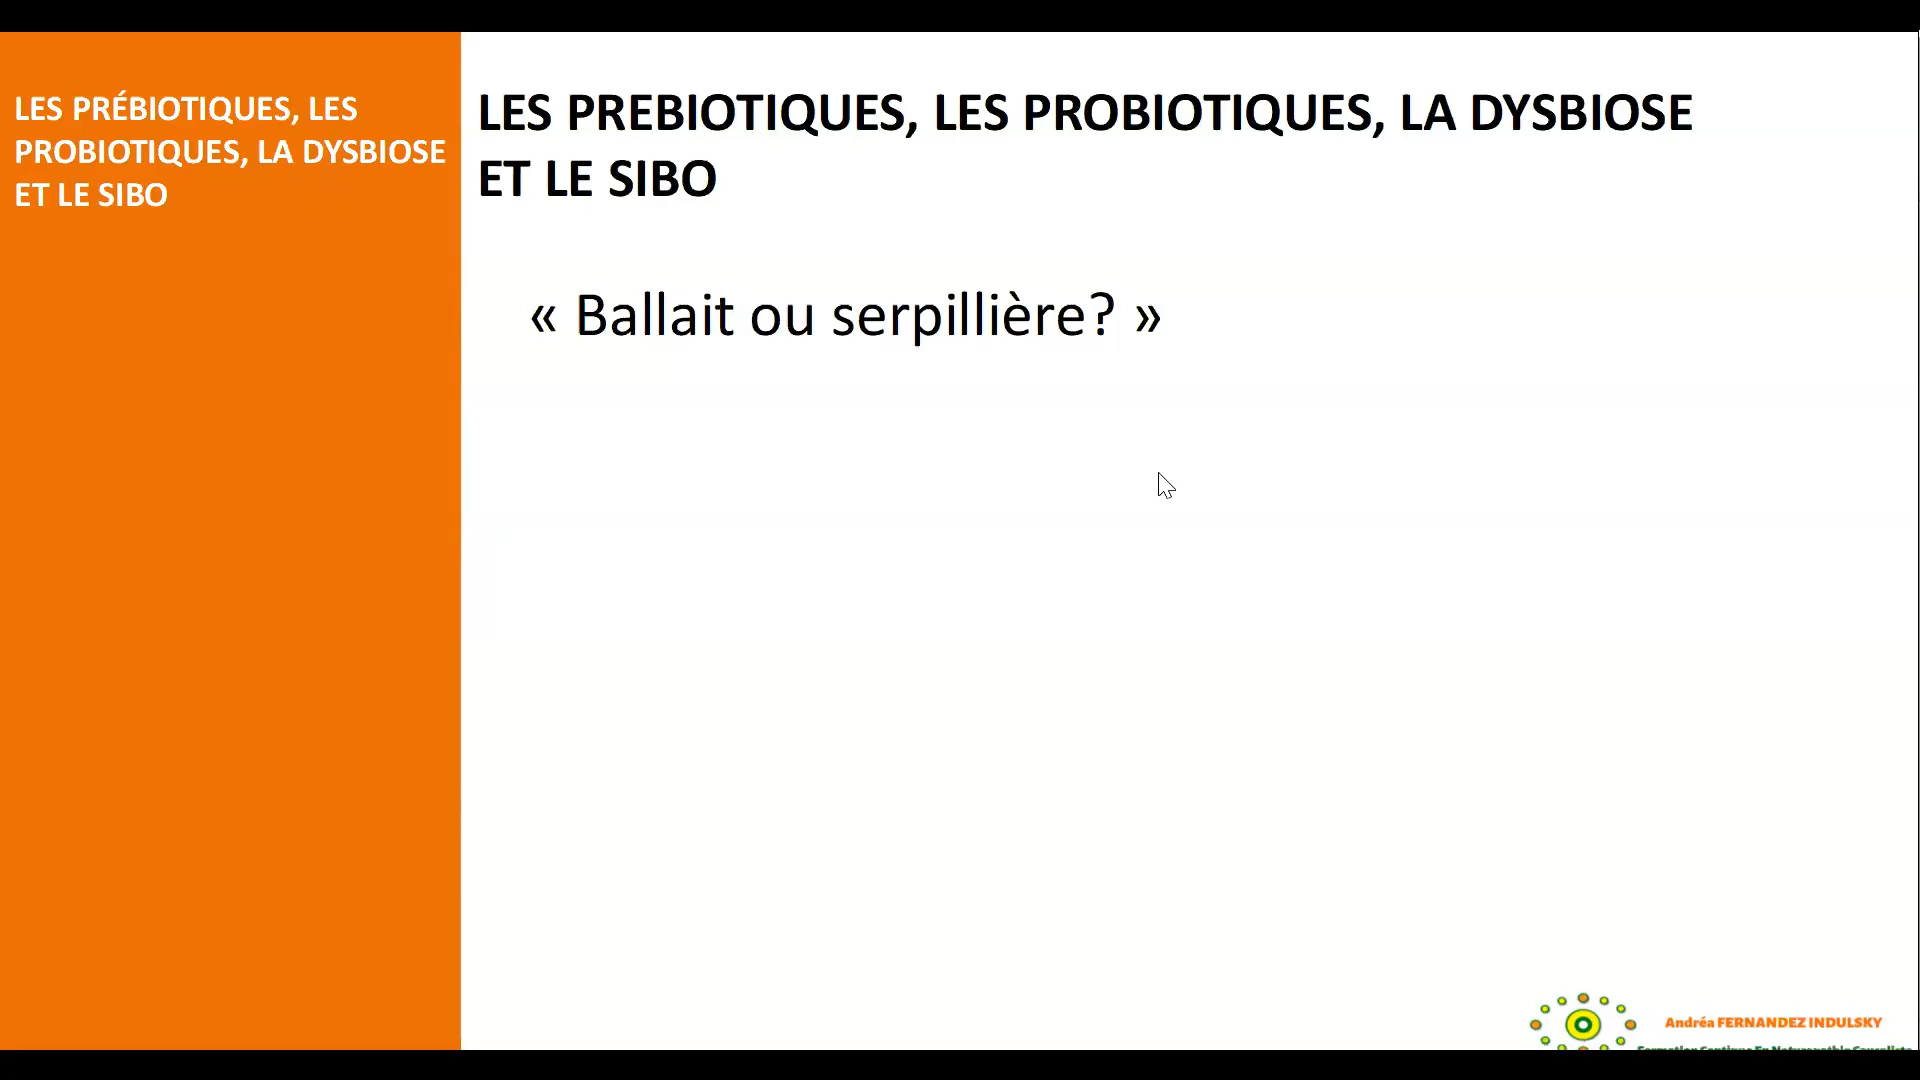 LES PRÉBIOTIQUES, LES
PROBIOTIQUES, LA DYSBIOSE
ET LE SIBO
LES PREBIOTIQUES, LES PROBIOTIQUES, LA DYSBIOSE
ET LE SIBO
« Ballait ou serpillière? »
Andréa FERNANDEZ INDULSKY